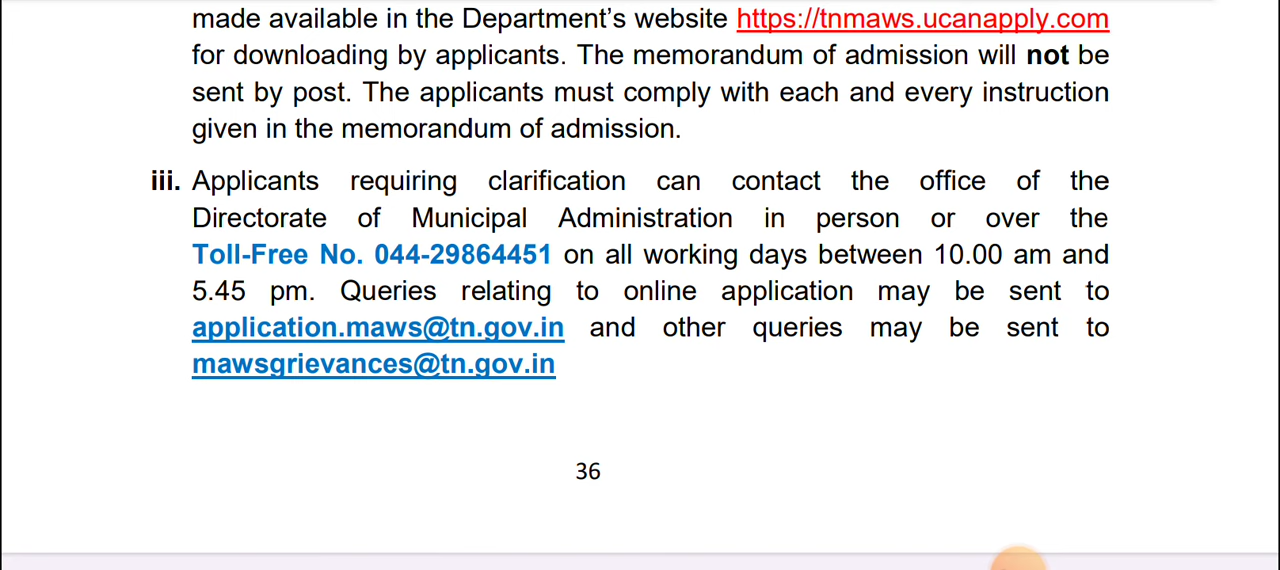 made available in the Department’s website https://tnmaws.ucanapply.com
for downloading by applicants. The memorandum of admission will not be
sent by post. The applicants must comply with each and every instruction
given in the memorandum of admission.
iii. Applicants requiring clarification can contact the office of the
Directorate of Municipal Administration in person or over the
Toll-Free No. 044-29864451 on all working days between 10.00 am and
5.45 pm. Queries relating to online application may be sent to
application.maws@tn.gov.in and other queries may be sent to
mawsgrievances@tn.gov.in
36